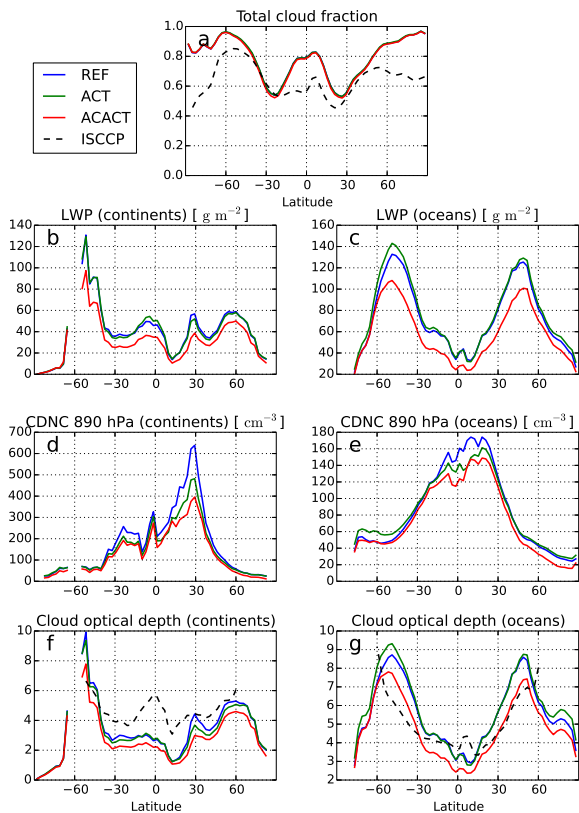 Total cloud fraction
a
1.0
0.8
0.6
0.4
0.2
0.0
−60 −30 0 30 60
Latitude
REF
ACT
ACACT
ISCCP
LWP (continents) [ g m⁻² ]
b
140
120
100
80
60
40
20
0
−60 −30 0 30 60
LWP (oceans) [ g m⁻² ]
c
160
140
120
100
80
60
40
20
−60 −30 0 30 60
CDNC 890 hPa (continents) [ cm⁻³ ]
d
700
600
500
400
300
200
100
0
−60 −30 0 30 60
CDNC 890 hPa (oceans) [ cm⁻³ ]
e
180
160
140
120
100
80
60
40
20
0
−60 −30 0 30 60
Cloud optical depth (continents)
f
10
8
6
4
2
0
−60 −30 0 30 60
Latitude
Cloud optical depth (oceans)
g
10
9
8
7
6
5
4
3
2
−60 −30 0 30 60
Latitude